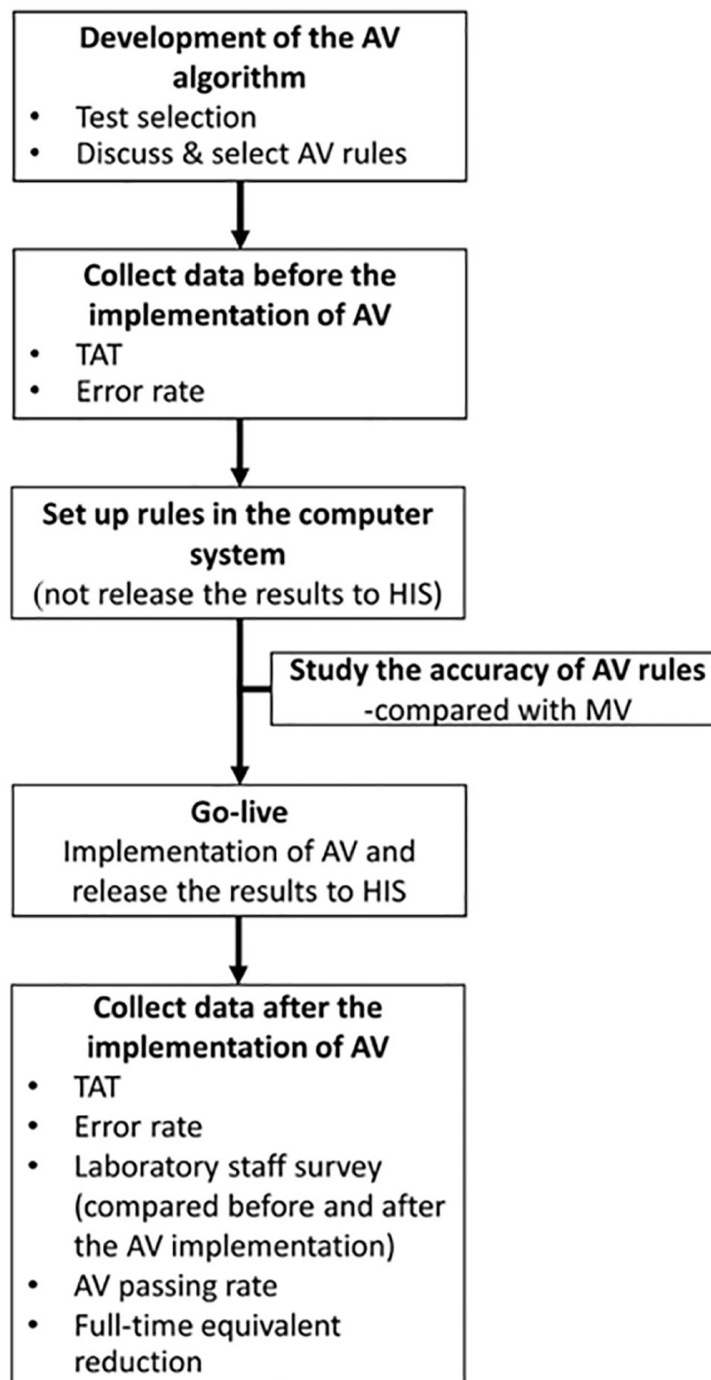 Development of the AV
algorithm
• Test selection
• Discuss & select AV rules
Collect data before the
implementation of AV
• TAT
• Error rate
Set up rules in the computer
system
(not release the results to HIS)
Study the accuracy of AV rules
-compared with MV
Go-live
Implementation of AV and
release the results to HIS
Collect data after the
implementation of AV
• TAT
• Error rate
• Laboratory staff survey
(compared before and after
the AV implementation)
• AV passing rate
• Full-time equivalent
reduction